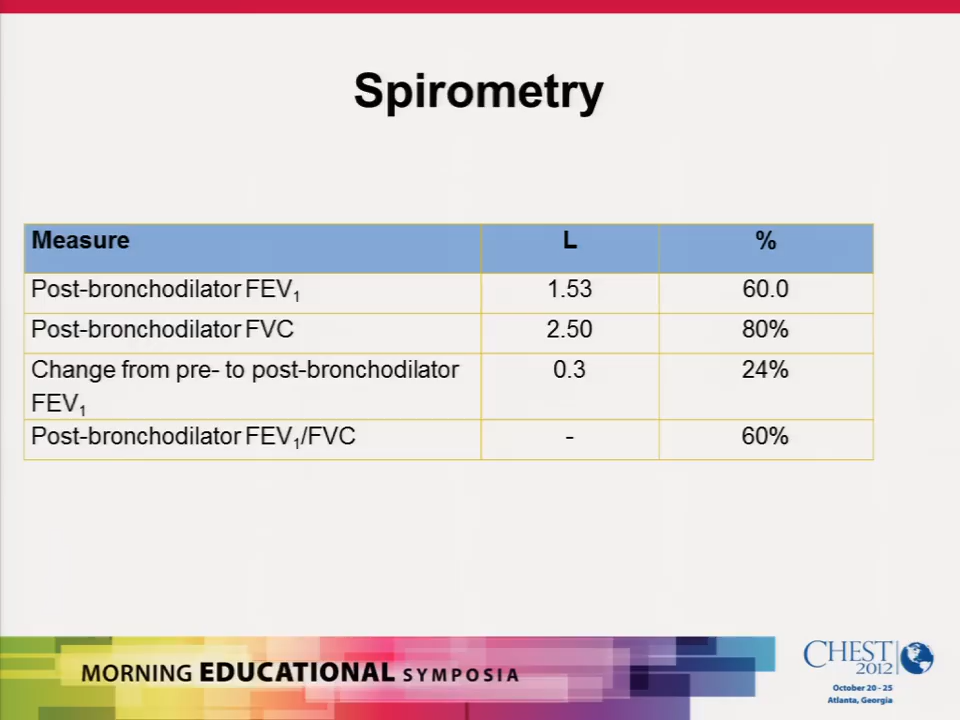 Spirometry
Measure L %
Post-bronchodilator FEV₁ 1.53 60.0
Post-bronchodilator FVC 2.50 80%
Change from pre- to post-bronchodilator 0.3 24%
FEV₁
Post-bronchodilator FEV₁/FVC - 60%
MORNING EDUCATIONAL SYMPOSIA
CHEST
2012
October 20 - 25
Atlanta, Georgia